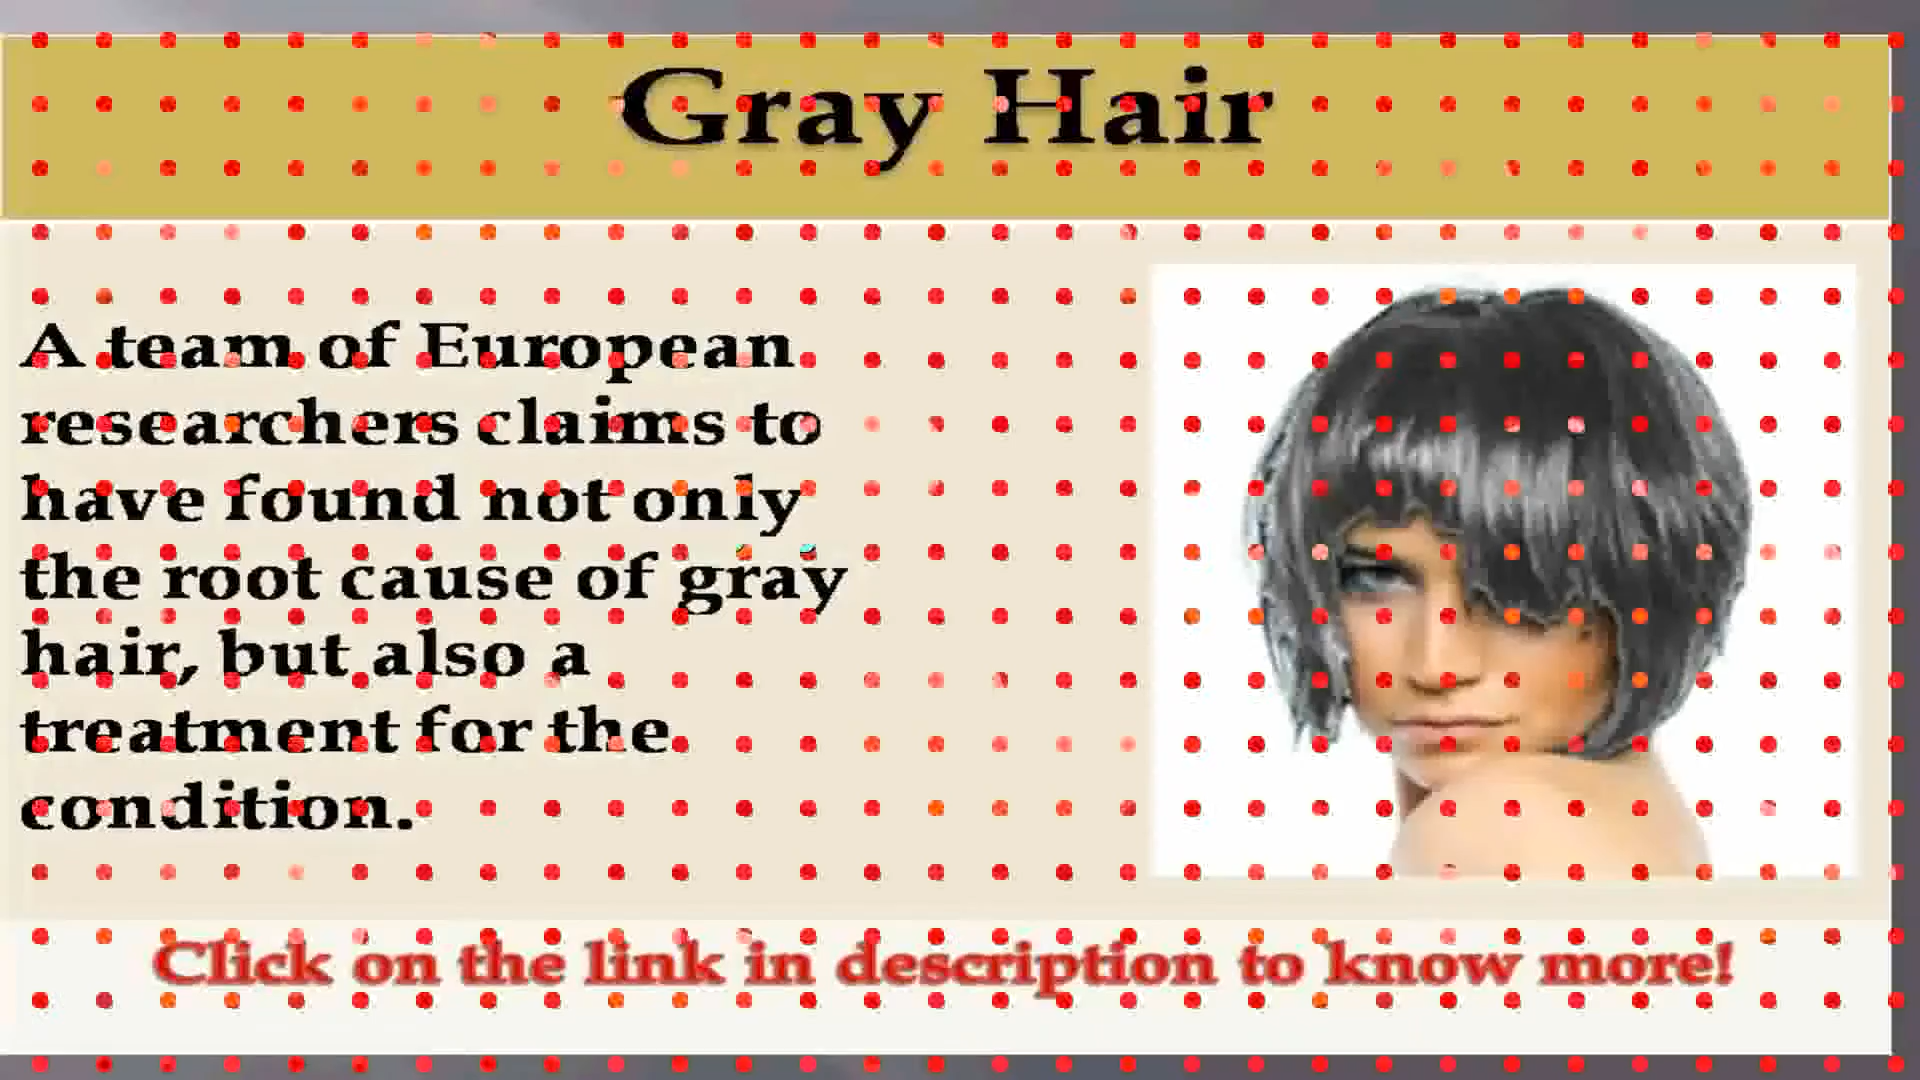 Gray Hair
A team of European
researchers claims to
have found not only
the root cause of gray
hair, but also a
treatment for the
condition.
Click on the link in description to know more!